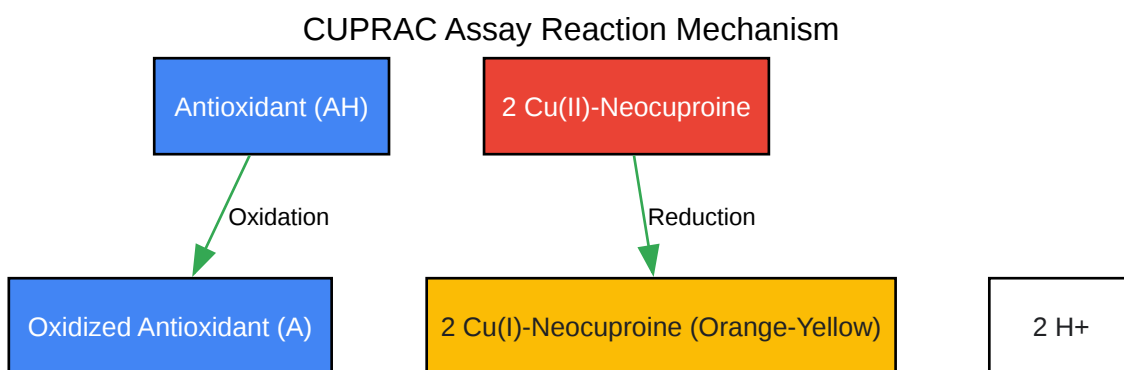 CUPRAC Assay Reaction Mechanism
Antioxidant (AH)
2 Cu(II)-Neocuproine
Oxidation
Reduction
Oxidized Antioxidant (A)
2 Cu(I)-Neocuproine (Orange-Yellow)
2 H+